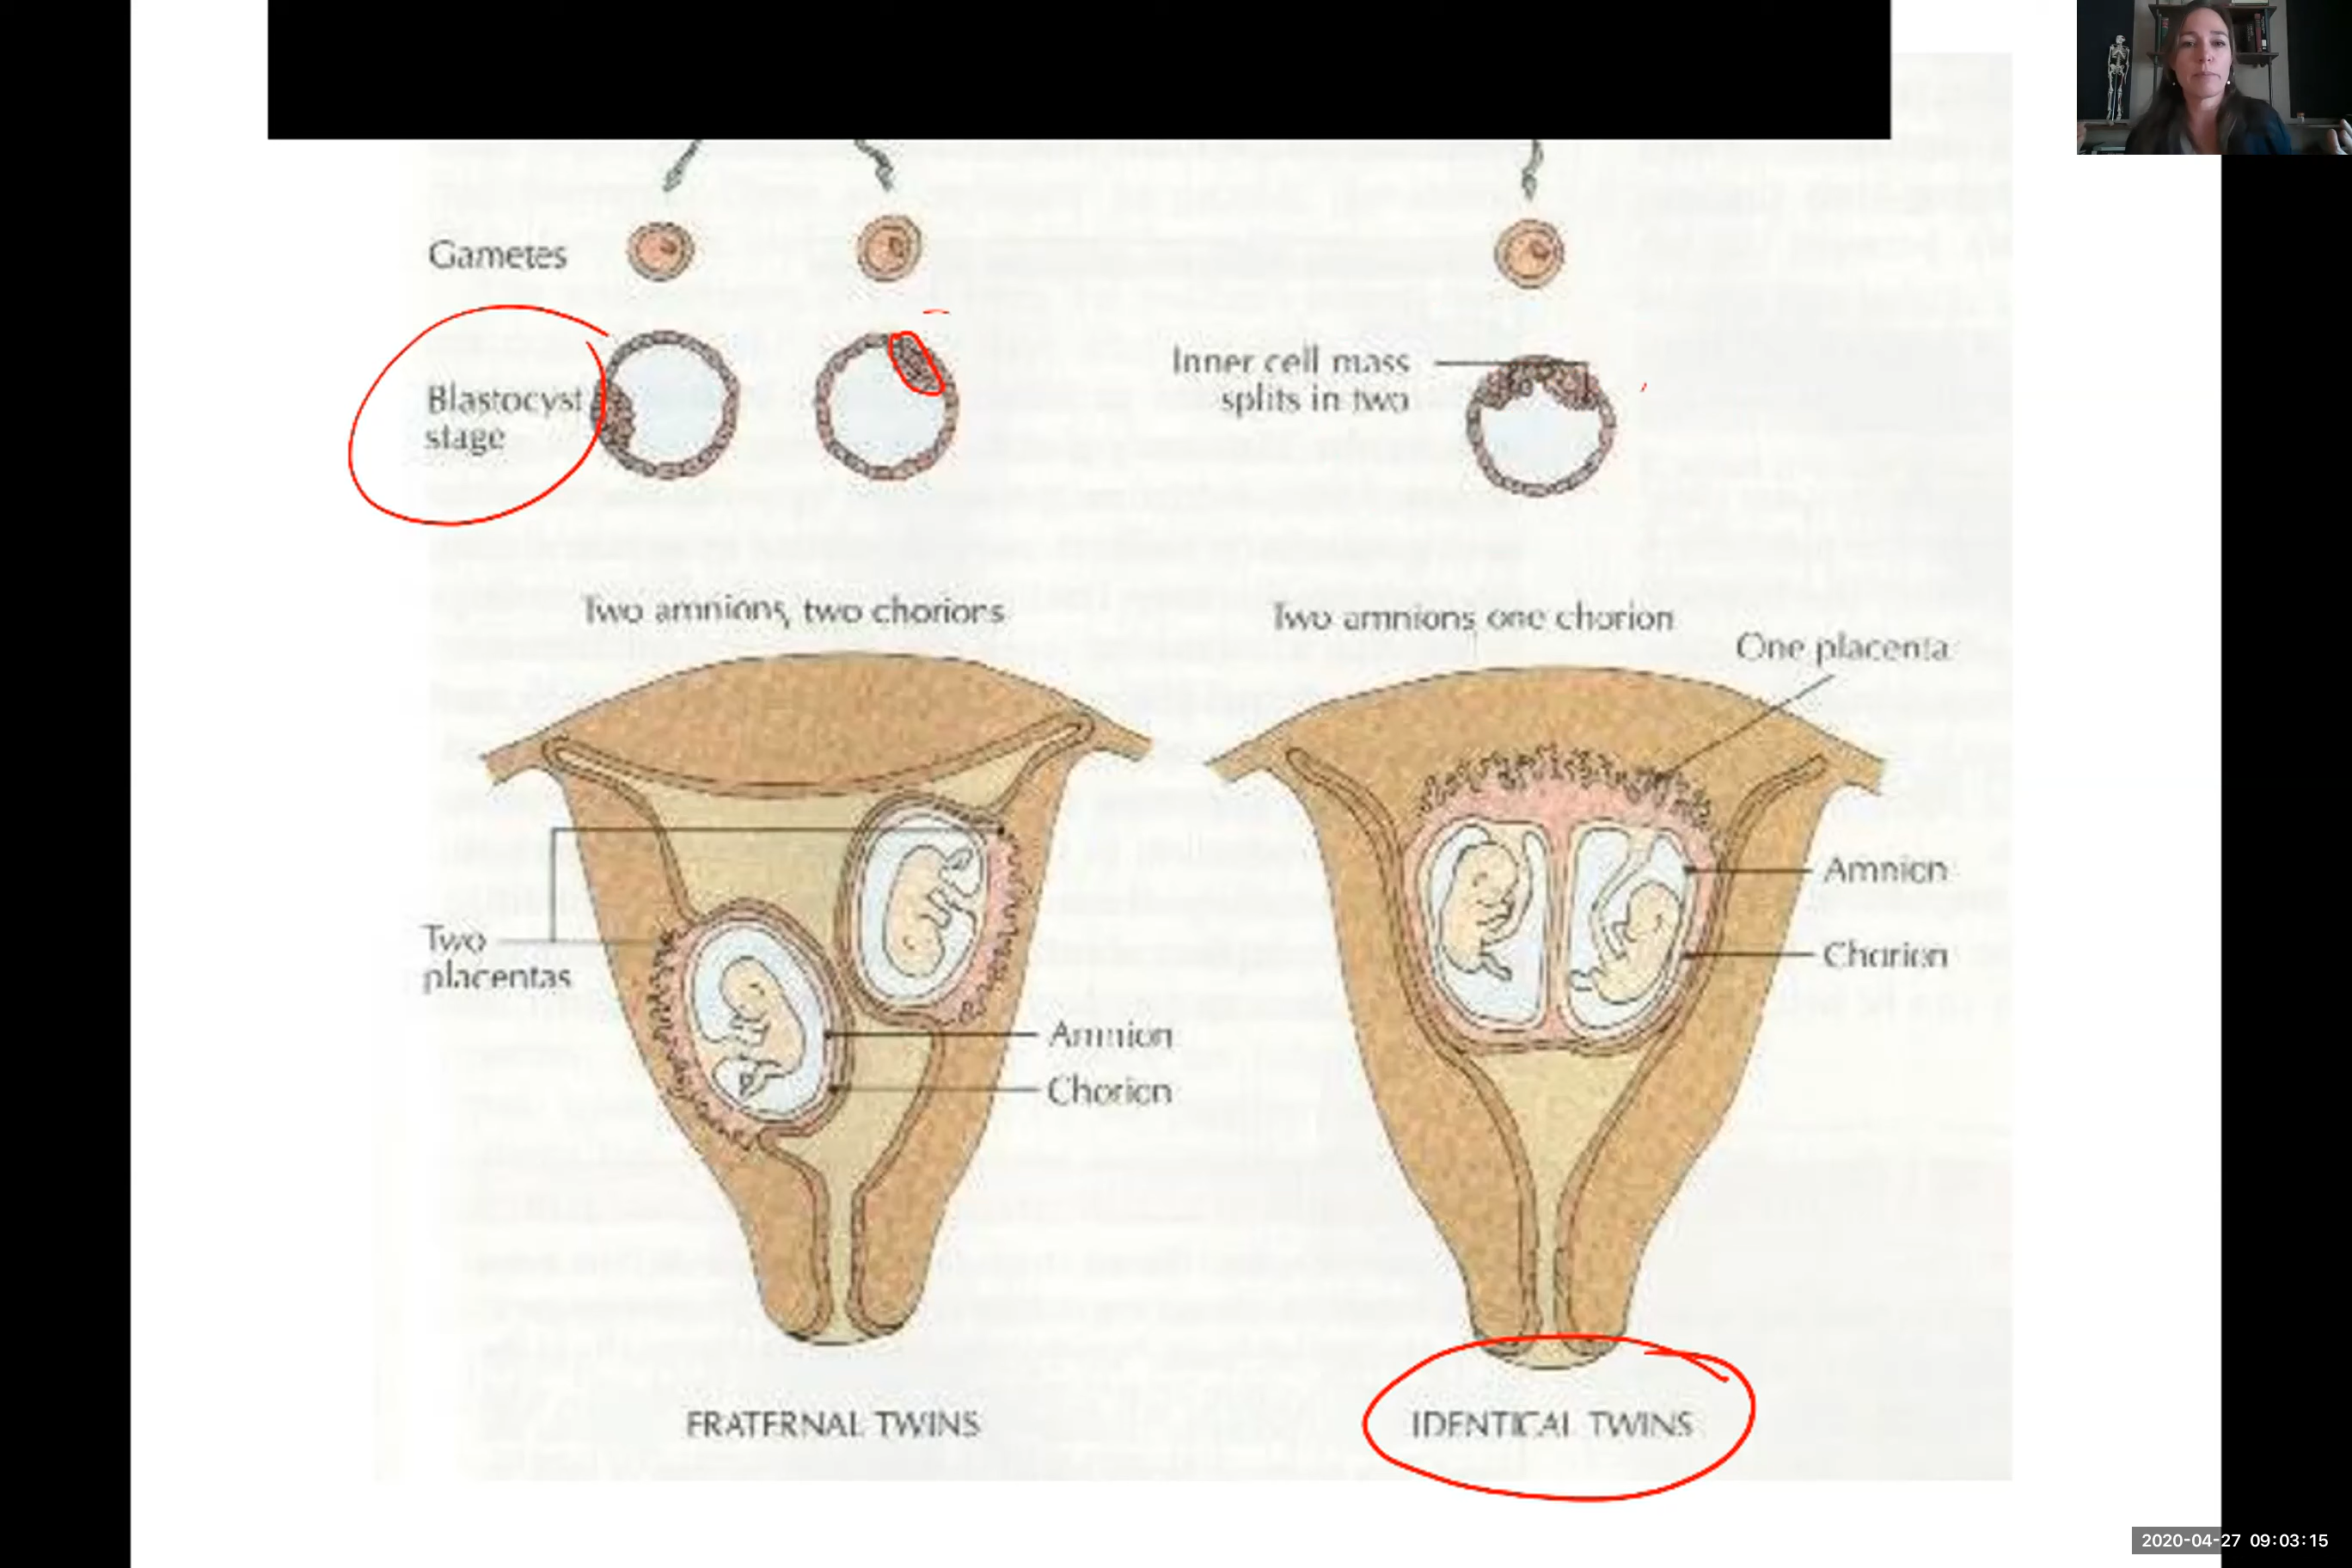 Gametes
Inner cell mass
splits in two
Blastocyst
stage
Two amnions, two chorions
Two amnions one chorion
One placenta
Amnion
Two
placentas
Chorion
Amnion
Chorion
FRATERNAL TWINS
IDENTICAL TWINS
2020-04-27 09:03:15